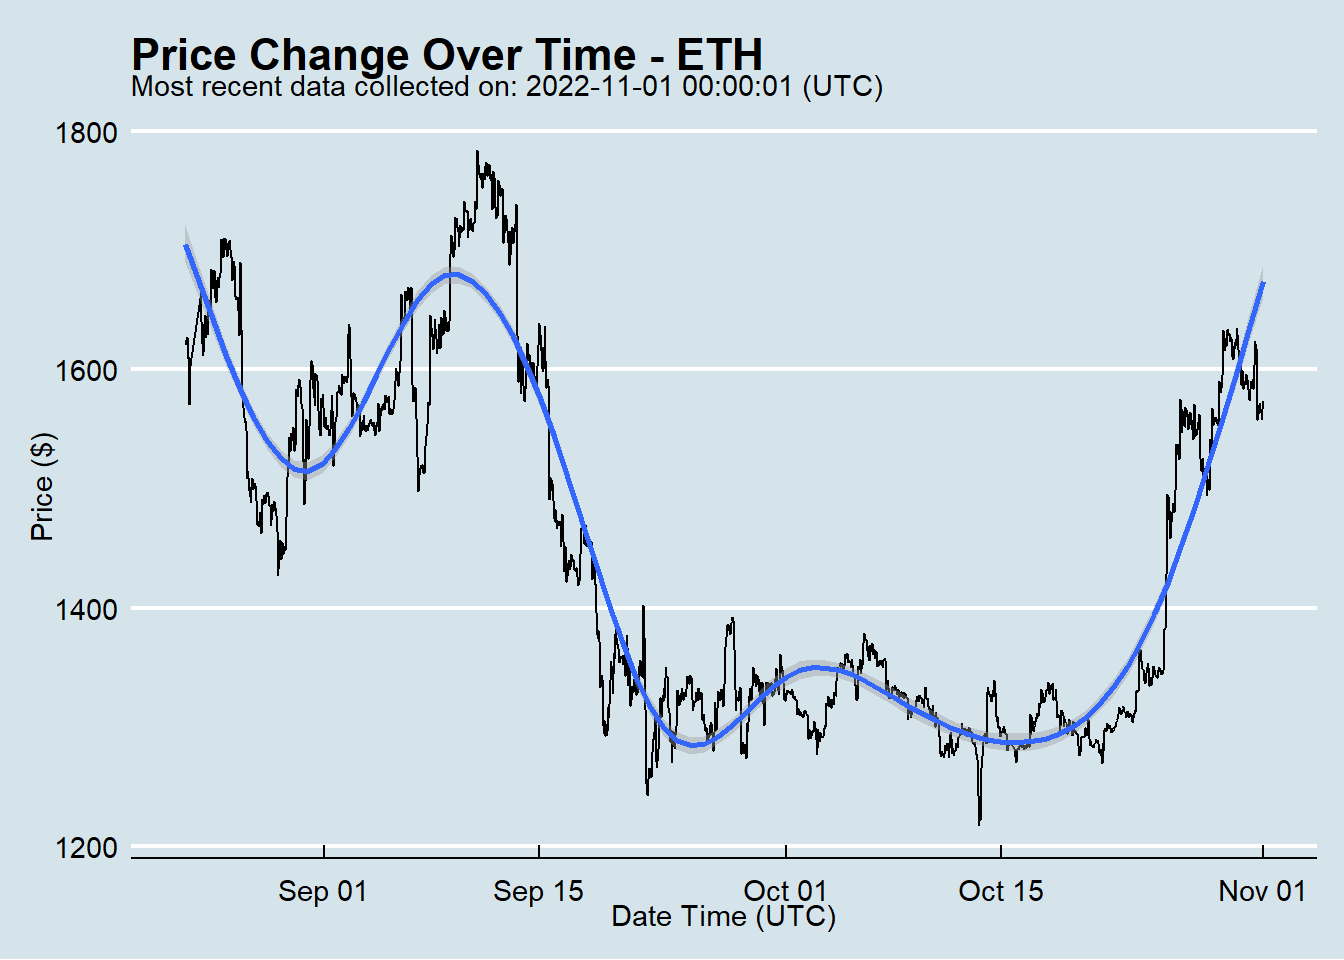 Price Change Over Time - ETH
Most recent data collected on: 2022-11-01 00:00:01 (UTC)
1800
1600
1400
1200
Price ($)
Sep 01
Sep 15
Oct 01
Oct 15
Nov 01
Date Time (UTC)